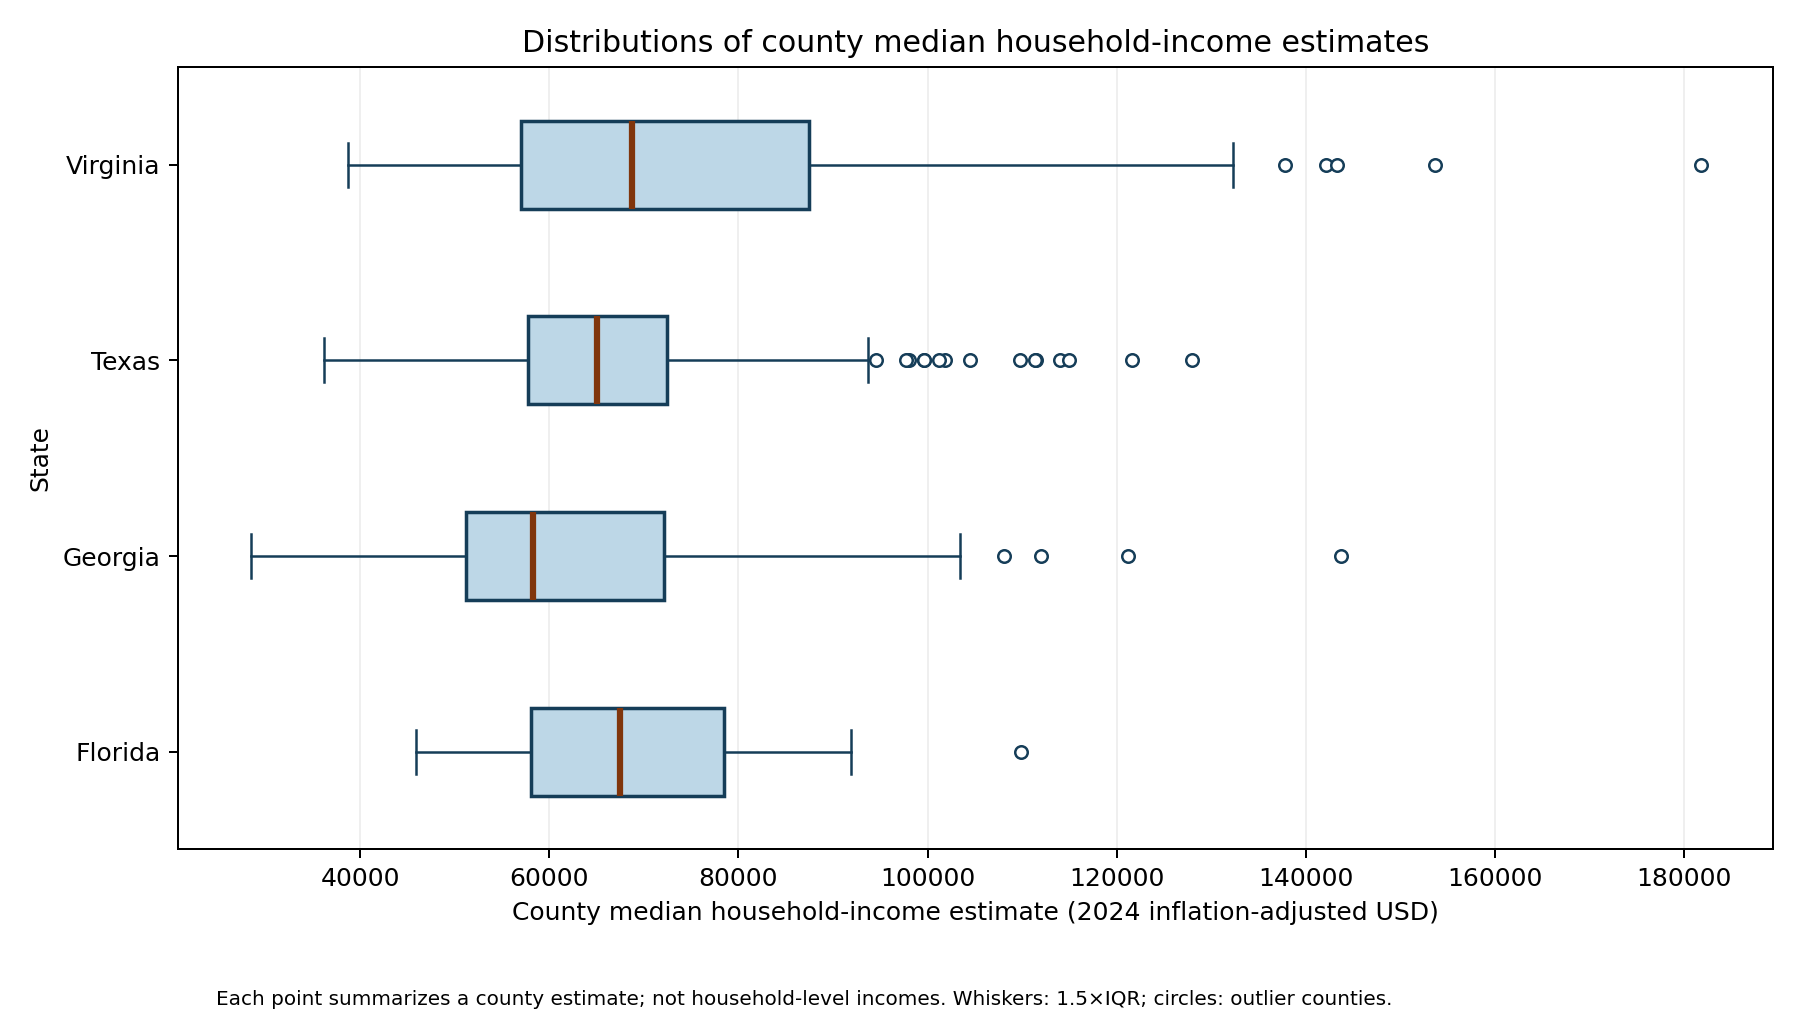 Distributions of county median household-income estimates
State
Virginia
Texas
Georgia
Florida
40000 60000 80000 100000 120000 140000 160000 180000
County median household-income estimate (2024 inflation-adjusted USD)
Each point summarizes a county estimate; not household-level incomes. Whiskers: 1.5×IQR; circles: outlier counties.